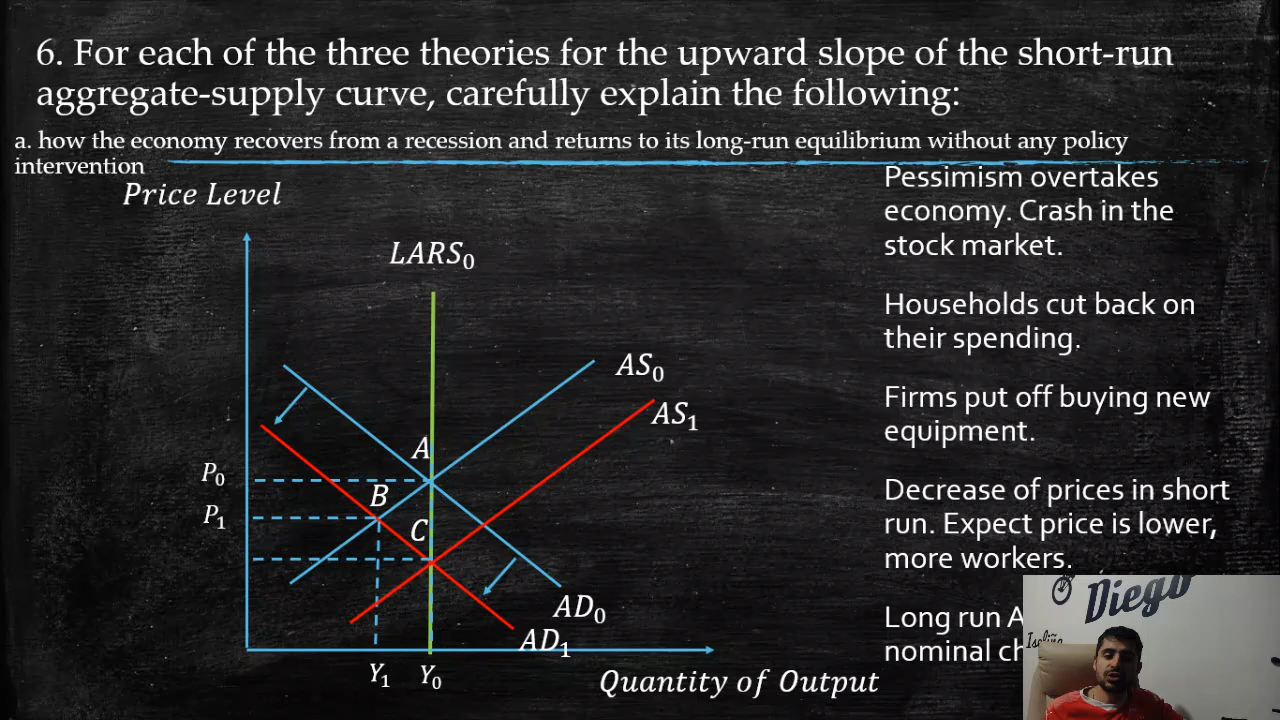 6. For each of the three theories for the upward slope of the short-run
aggregate-supply curve, carefully explain the following:
a. how the economy recovers from a recession and returns to its long-run equilibrium without any policy
intervention
Price Level
Pessimism overtakes
economy. Crash in the
stock market.
Households cut back on
their spending.
Firms put off buying new
equipment.
Decrease of prices in short
run. Expect price is lower,
more workers.
Long run A
nominal ch
LARS₀
AS₀
AS₁
A
P₀
B
P₁
C
AD₀
AD₁
Y₁ Y₀
Quantity of Output
Diego